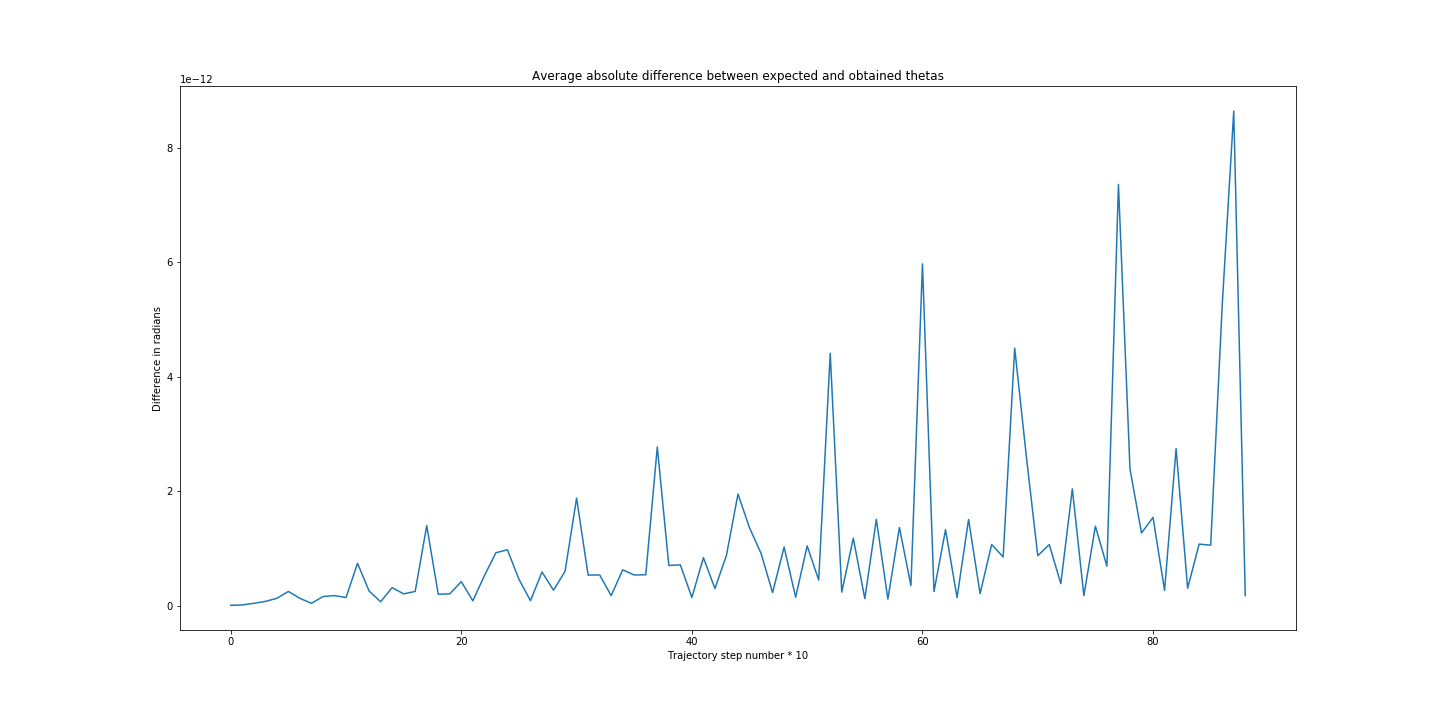 Average absolute difference between expected and obtained thetas
1e−12
8
6
4
2
0
Difference in radians
0 20 40 60 80
Trajectory step number * 10